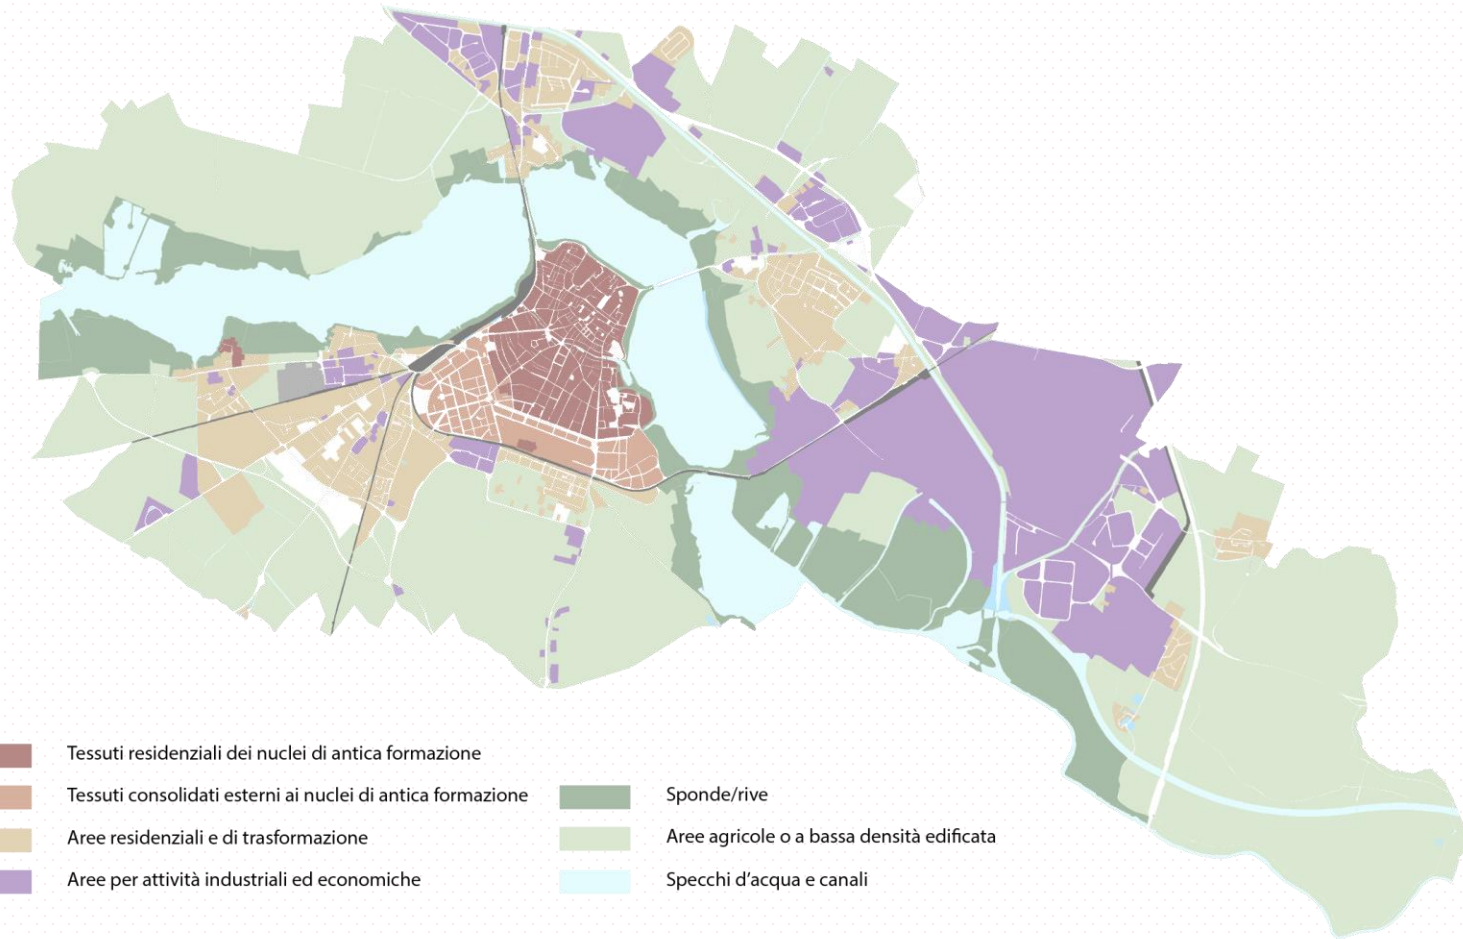 Tessuti residenziali dei nuclei di antica formazione
Tessuti consolidati esterni ai nuclei di antica formazione
Aree residenziali e di trasformazione
Aree per attività industriali ed economiche
Sponde/rive
Aree agricole o a bassa densità edificata
Specchi d'acqua e canali